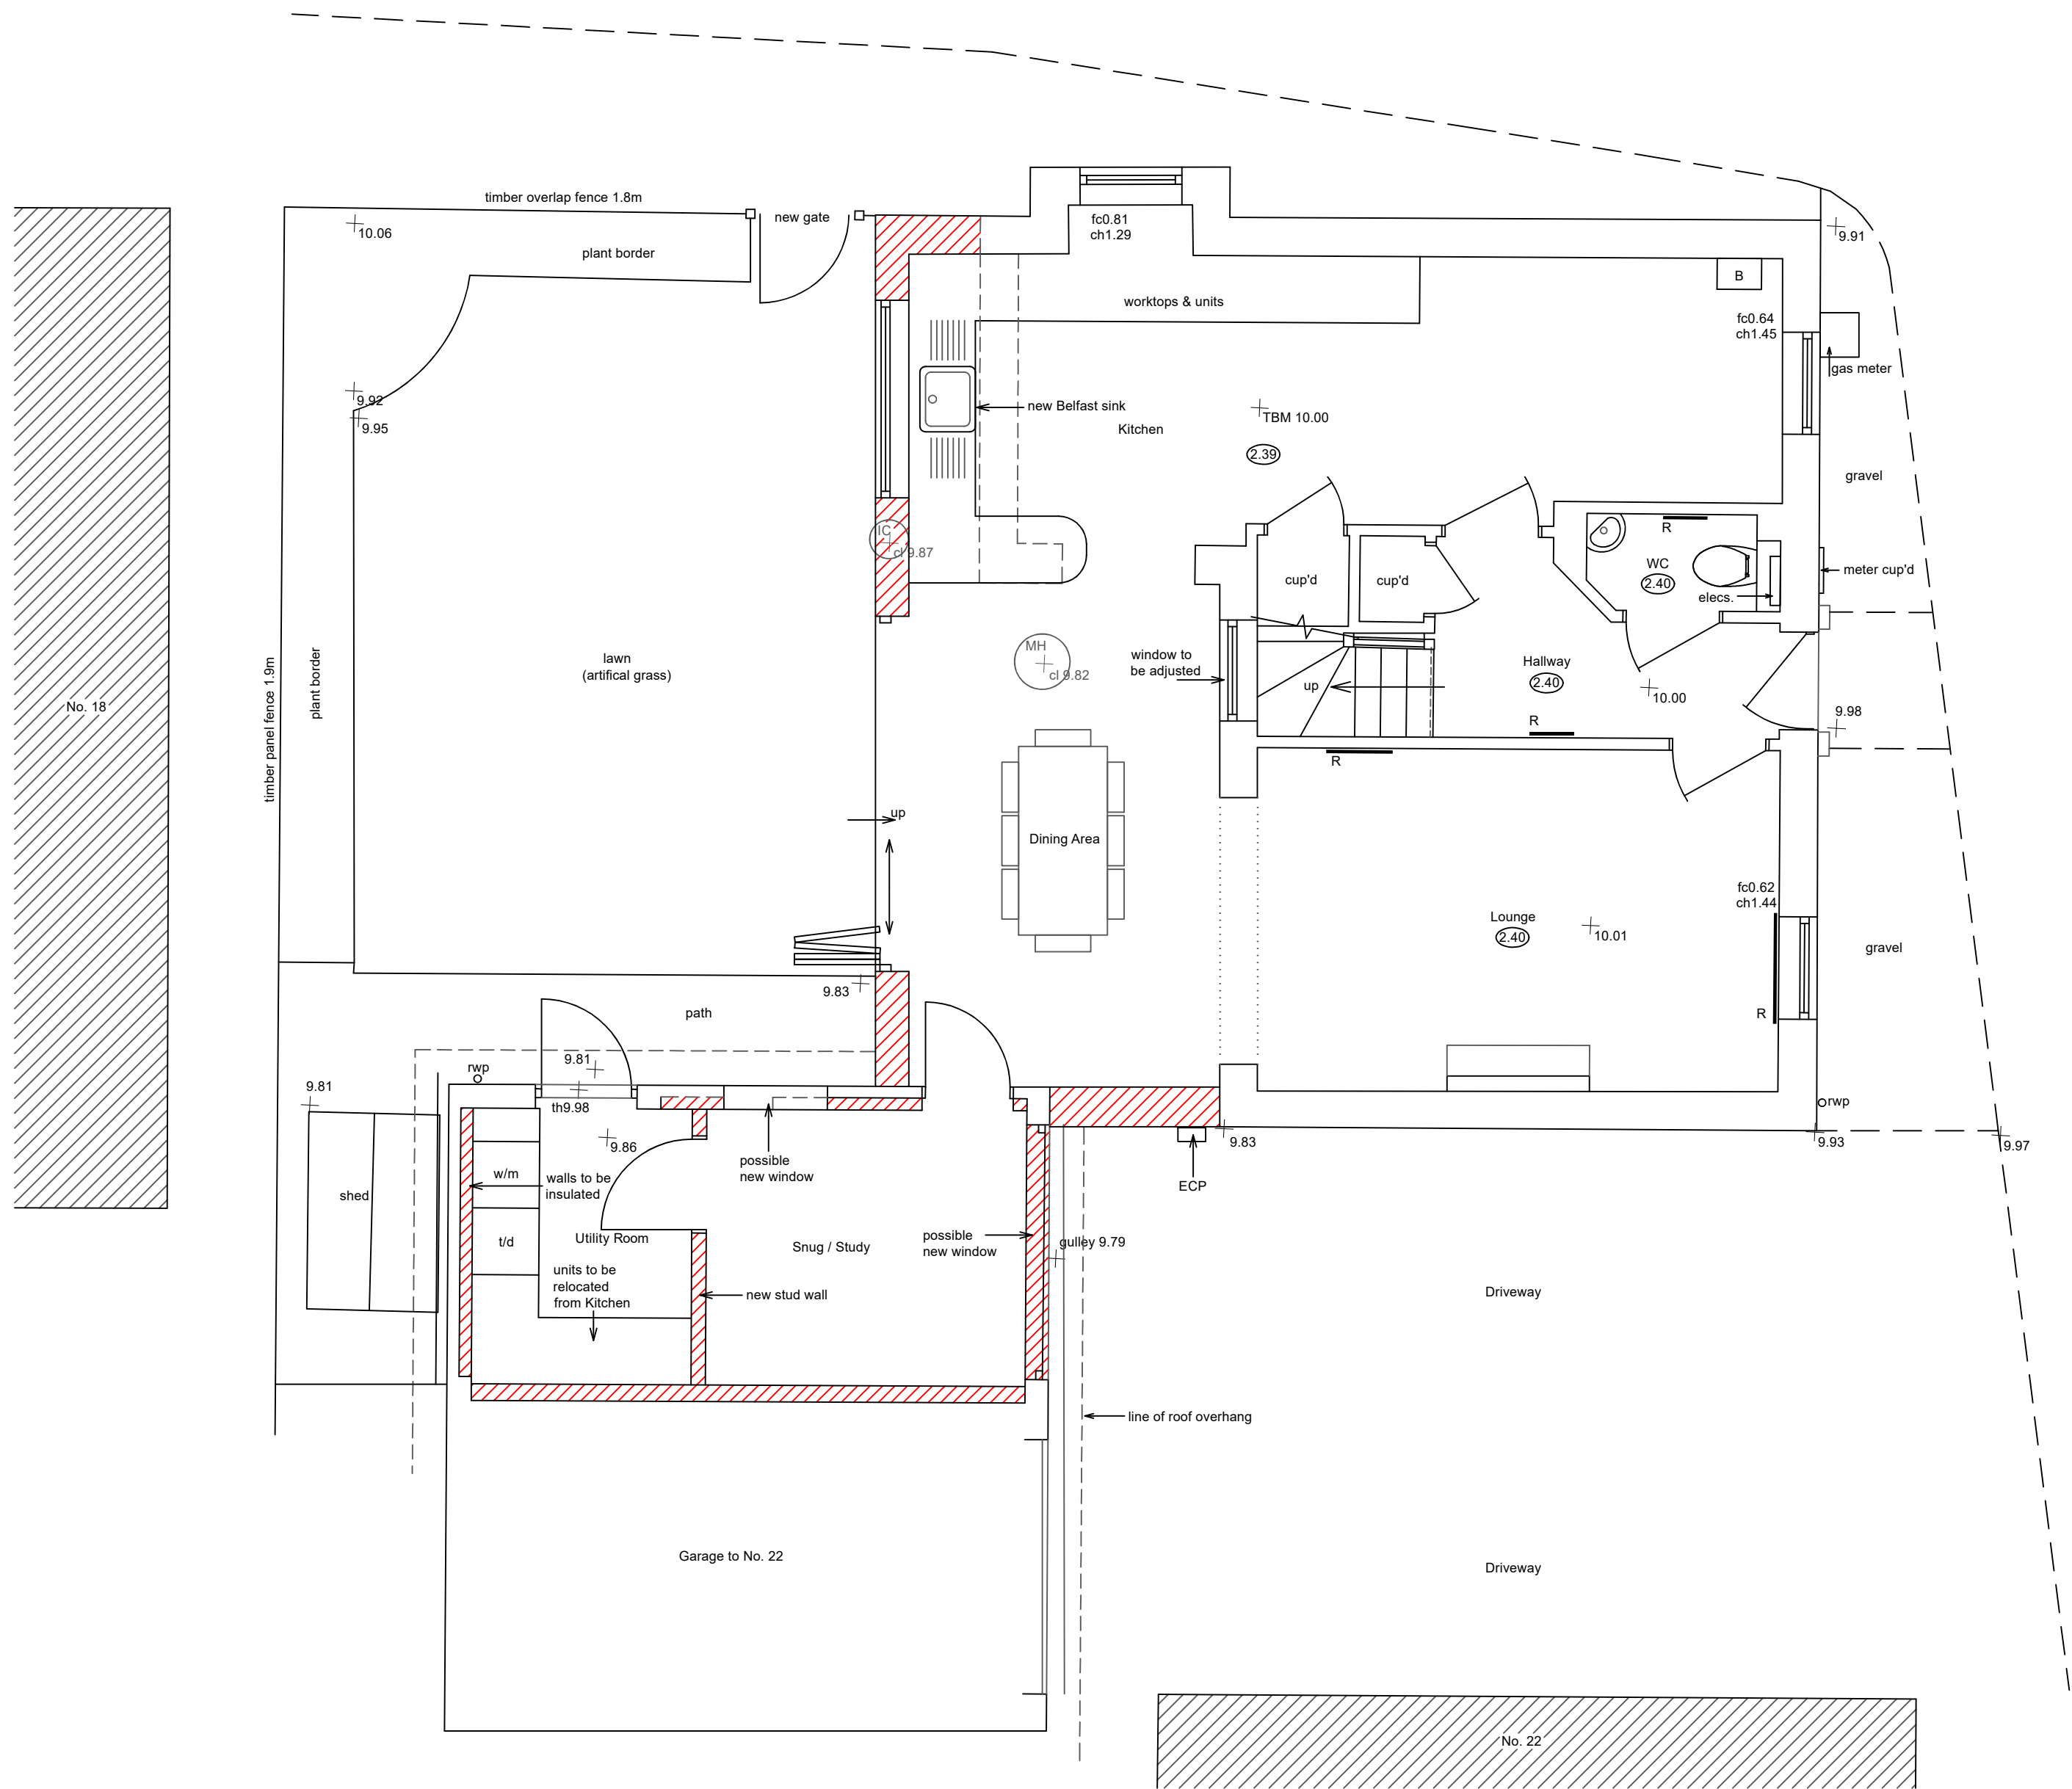 timber overlap fence 1.8m
new gate
10.06
plant border
fc0.81
ch1.29
9.91
B
worktops & units
fc0.64
ch1.45
gas meter
9.92
9.95
new Belfast sink
TBM 10.00
Kitchen
2.39
gravel
IC
cl 9.87
R
WC
2.40
elecs.
meter cup'd
cup'd
cup'd
MH
cl 9.82
window to
be adjusted
up
Hallway
2.40
10.00
R
9.98
R
lawn
(artifical grass)
plant border
timber panel fence 1.9m
No. 18
up
Dining Area
fc0.62
ch1.44
Lounge
2.40
10.01
gravel
R
9.83
path
9.81
rwp
9.81
th9.98
9.86
rwp
9.83
9.93
9.97
possible
new window
ECP
w/m
walls to be
insulated
shed
t/d
Utility Room
Snug / Study
possible
new window
gulley 9.79
units to be
relocated
from Kitchen
new stud wall
Driveway
line of roof overhang
Garage to No. 22
Driveway
No. 22